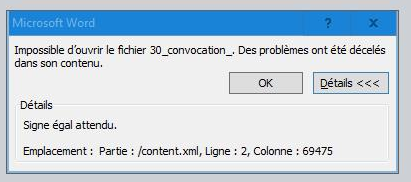 Microsoft Word
?
x
Impossible d'ouvrir le fichier 30_convocation_. Des problèmes ont été décelés
dans son contenu.
OK
Détails <<<
Détails
Signe égal attendu.
Emplacement : Partie : /content.xml, Ligne : 2, Colonne : 69475